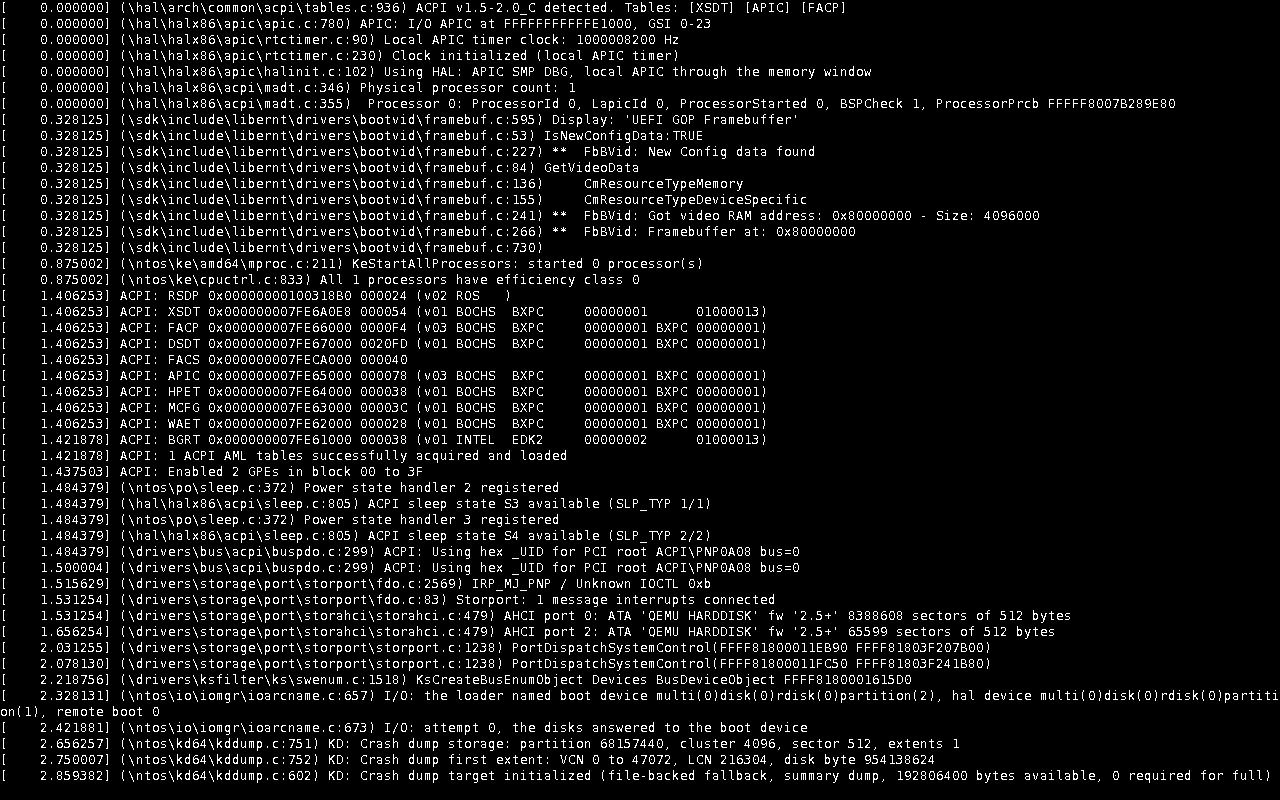 [    0.000000] (\hal\arch\common\acpi\tables.c:936) ACPI v1.5-2.0_C detected. Tables: [XSDT] [APIC] [FACP]
[    0.000000] (\hal\halx86\apic\apic.c:780) APIC: I/O APIC at FFFFFFFFFFFE1000, GSI 0-23
[    0.000000] (\hal\halx86\apic\rtctimer.c:90) Local APIC timer clock: 1000008200 Hz
[    0.000000] (\hal\halx86\apic\rtctimer.c:230) Clock initialized (local APIC timer)
[    0.000000] (\hal\halx86\apic\halinit.c:102) Using HAL: APIC SMP DBG, local APIC through the memory window
[    0.000000] (\hal\halx86\acpi\madt.c:346) Physical processor count: 1
[    0.000000] (\hal\halx86\acpi\madt.c:355)  Processor 0: ProcessorId 0, LapicId 0, ProcessorStarted 0, BSPCheck 1, ProcessorPrcb FFFFF8007B289E80
[    0.328125] (\sdk\include\libernt\drivers\bootvid\framebuf.c:595) Display: 'UEFI GOP Framebuffer'
[    0.328125] (\sdk\include\libernt\drivers\bootvid\framebuf.c:53) IsNewConfigData:TRUE
[    0.328125] (\sdk\include\libernt\drivers\bootvid\framebuf.c:227) **  FbBVid: New Config data found
[    0.328125] (\sdk\include\libernt\drivers\bootvid\framebuf.c:84) GetVideoData
[    0.328125] (\sdk\include\libernt\drivers\bootvid\framebuf.c:136)     CmResourceTypeMemory
[    0.328125] (\sdk\include\libernt\drivers\bootvid\framebuf.c:155)     CmResourceTypeDeviceSpecific
[    0.328125] (\sdk\include\libernt\drivers\bootvid\framebuf.c:241) **  FbBVid: Got video RAM address: 0x80000000 - Size: 4096000
[    0.328125] (\sdk\include\libernt\drivers\bootvid\framebuf.c:266) **  FbBVid: Framebuffer at: 0x80000000
[    0.328125] (\sdk\include\libernt\drivers\bootvid\framebuf.c:730)
[    0.875002] (\ntos\ke\amd64\mproc.c:211) KeStartAllProcessors: started 0 processor(s)
[    0.875002] (\ntos\ke\cpuctrl.c:833) All 1 processors have efficiency class 0
[    1.406253] ACPI: RSDP 0x00000000100318B0 000024 (v02 ROS   )
[    1.406253] ACPI: XSDT 0x000000007FE6A0E8 000054 (v01 BOCHS  BXPC     00000001      01000013)
[    1.406253] ACPI: FACP 0x000000007FE66000 0000F4 (v03 BOCHS  BXPC     00000001 BXPC 00000001)
[    1.406253] ACPI: DSDT 0x000000007FE67000 0020FD (v01 BOCHS  BXPC     00000001 BXPC 00000001)
[    1.406253] ACPI: FACS 0x000000007FECA000 000040
[    1.406253] ACPI: APIC 0x000000007FE65000 000078 (v03 BOCHS  BXPC     00000001 BXPC 00000001)
[    1.406253] ACPI: HPET 0x000000007FE64000 000038 (v01 BOCHS  BXPC     00000001 BXPC 00000001)
[    1.406253] ACPI: MCFG 0x000000007FE63000 00003C (v01 BOCHS  BXPC     00000001 BXPC 00000001)
[    1.406253] ACPI: WAET 0x000000007FE62000 000028 (v01 BOCHS  BXPC     00000001 BXPC 00000001)
[    1.421878] ACPI: BGRT 0x000000007FE61000 000038 (v01 INTEL  EDK2     00000002      01000013)
[    1.421878] ACPI: 1 ACPI AML tables successfully acquired and loaded
[    1.437503] ACPI: Enabled 2 GPEs in block 00 to 3F
[    1.484379] (\ntos\po\sleep.c:372) Power state handler 2 registered
[    1.484379] (\hal\halx86\acpi\sleep.c:805) ACPI sleep state S3 available (SLP_TYP 1/1)
[    1.484379] (\ntos\po\sleep.c:372) Power state handler 3 registered
[    1.484379] (\hal\halx86\acpi\sleep.c:805) ACPI sleep state S4 available (SLP_TYP 2/2)
[    1.484379] (\drivers\bus\acpi\buspdo.c:299) ACPI: Using hex _UID for PCI root ACPI\PNP0A08 bus=0
[    1.500004] (\drivers\bus\acpi\buspdo.c:299) ACPI: Using hex _UID for PCI root ACPI\PNP0A08 bus=0
[    1.515629] (\drivers\storage\port\storport\fdo.c:2569) IRP_MJ_PNP / Unknown IOCTL 0xb
[    1.531254] (\drivers\storage\port\storport\fdo.c:83) Storport: 1 message interrupts connected
[    1.531254] (\drivers\storage\port\storahci\storahci.c:479) AHCI port 0: ATA 'QEMU HARDDISK' fw '2.5+' 8388608 sectors of 512 bytes
[    1.656254] (\drivers\storage\port\storahci\storahci.c:479) AHCI port 2: ATA 'QEMU HARDDISK' fw '2.5+' 65599 sectors of 512 bytes
[    2.031255] (\drivers\storage\port\storport\storport.c:1238) PortDispatchSystemControl(FFFF81800011EB90 FFFF81803F207B00)
[    2.078130] (\drivers\storage\port\storport\storport.c:1238) PortDispatchSystemControl(FFFF81800011FC50 FFFF81803F241B80)
[    2.218756] (\drivers\ksfilter\ks\swenum.c:1518) KsCreateBusEnumObject Devices BusDeviceObject FFFF8180001615D0
[    2.328131] (\ntos\io\iomgr\ioarcname.c:657) I/O: the loader named boot device multi(0)disk(0)rdisk(0)partition(2), hal device multi(0)disk(0)rdisk(0)partiti
on(1), remote boot 0
[    2.421881] (\ntos\io\iomgr\ioarcname.c:673) I/O: attempt 0, the disks answered to the boot device
[    2.656257] (\ntos\kd64\kddump.c:751) KD: Crash dump storage: partition 68157440, cluster 4096, sector 512, extents 1
[    2.750007] (\ntos\kd64\kddump.c:752) KD: Crash dump first extent: VCN 0 to 47072, LCN 216304, disk byte 954138624
[    2.859382] (\ntos\kd64\kddump.c:602) KD: Crash dump target initialized (file-backed fallback, summary dump, 192806400 bytes available, 0 required for full)